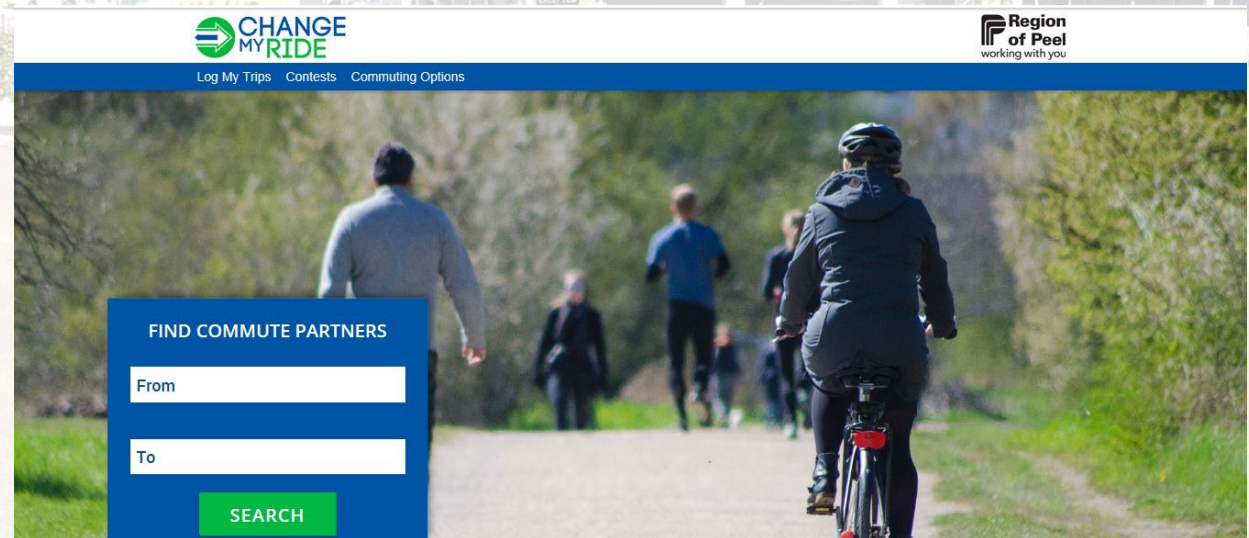 CHANGE
MY RIDE
Region
of Peel
working with you
Log My Trips Contests Commuting Options
FIND COMMUTE PARTNERS
From
To
SEARCH